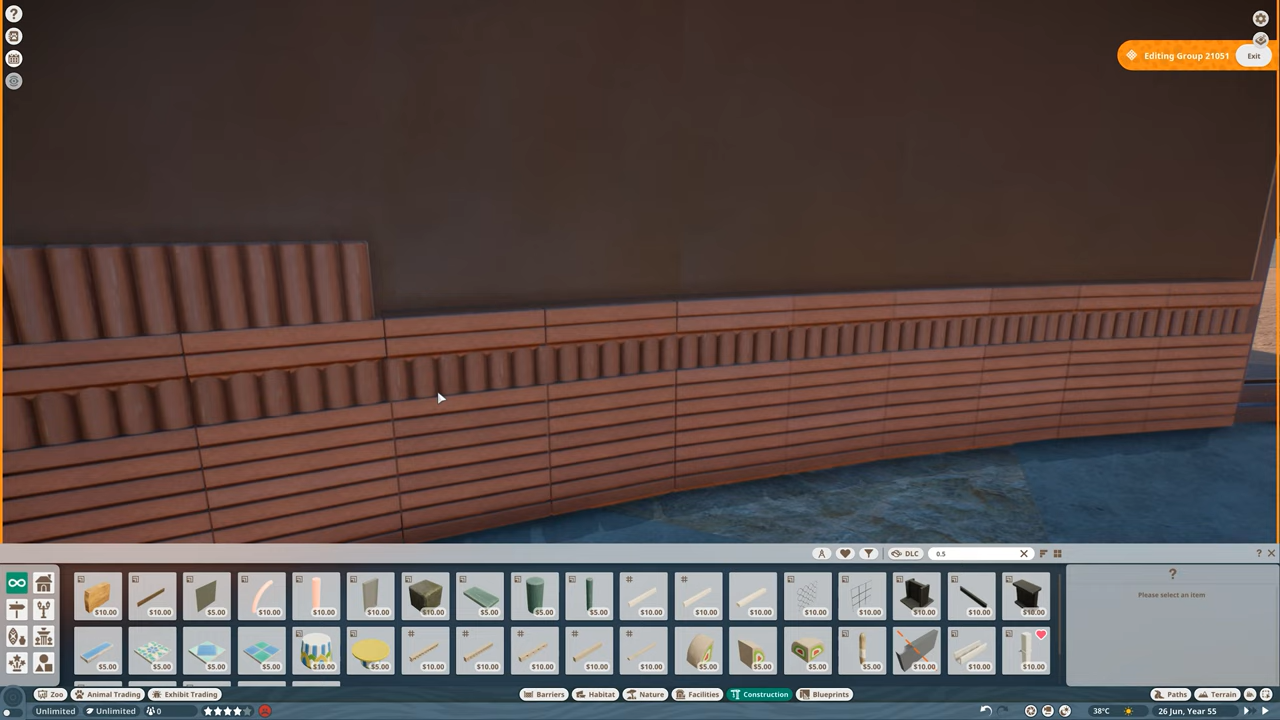 ?
Editing Group 21051
Exit
DLC
0.5
?
$10.00 $10.00 $5.00 $10.00 $10.00 $10.00 $10.00 $5.00 $10.00 $5.00 $10.00 $10.00 $10.00 $10.00 $10.00 $10.00 $10.00 $10.00
?
Please select an item
$5.00 $5.00 $5.00 $5.00 $10.00 $5.00 $10.00 $10.00 $10.00 $10.00 $10.00 $5.00 $5.00 $5.00 $5.00 $10.00 $10.00 $10.00
Zoo
Animal Trading
Exhibit Trading
Barriers
Habitat
Nature
Facilities
Construction
Blueprints
Paths
Terrain
Unlimited
Unlimited
0
38°C
26 Jun, Year 55